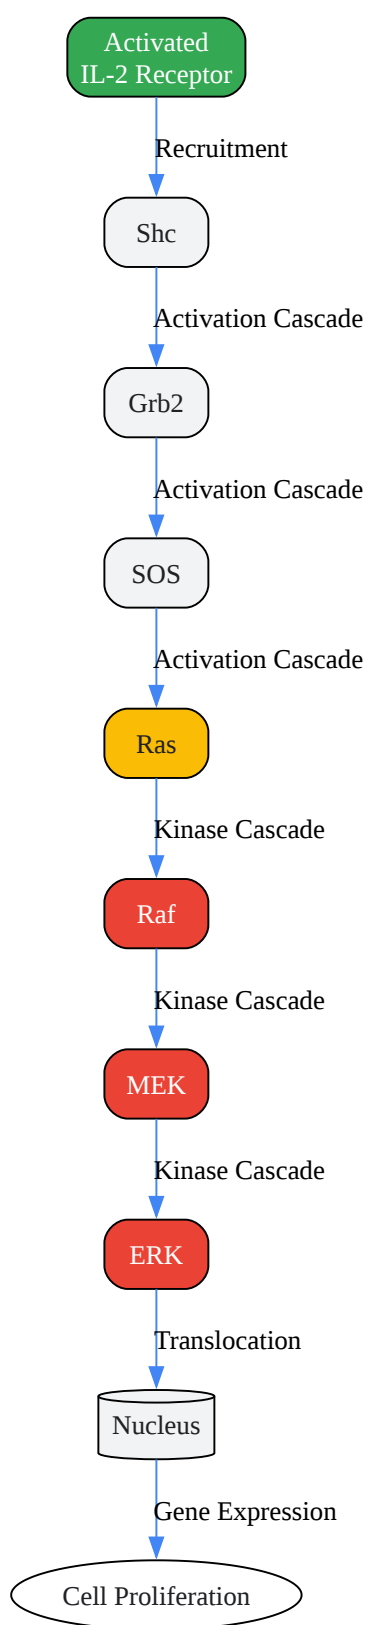 Activated
IL-2 Receptor
Recruitment
Shc
Activation Cascade
Grb2
Activation Cascade
SOS
Activation Cascade
Ras
Kinase Cascade
Raf
Kinase Cascade
MEK
Kinase Cascade
ERK
Translocation
Nucleus
Gene Expression
Cell Proliferation